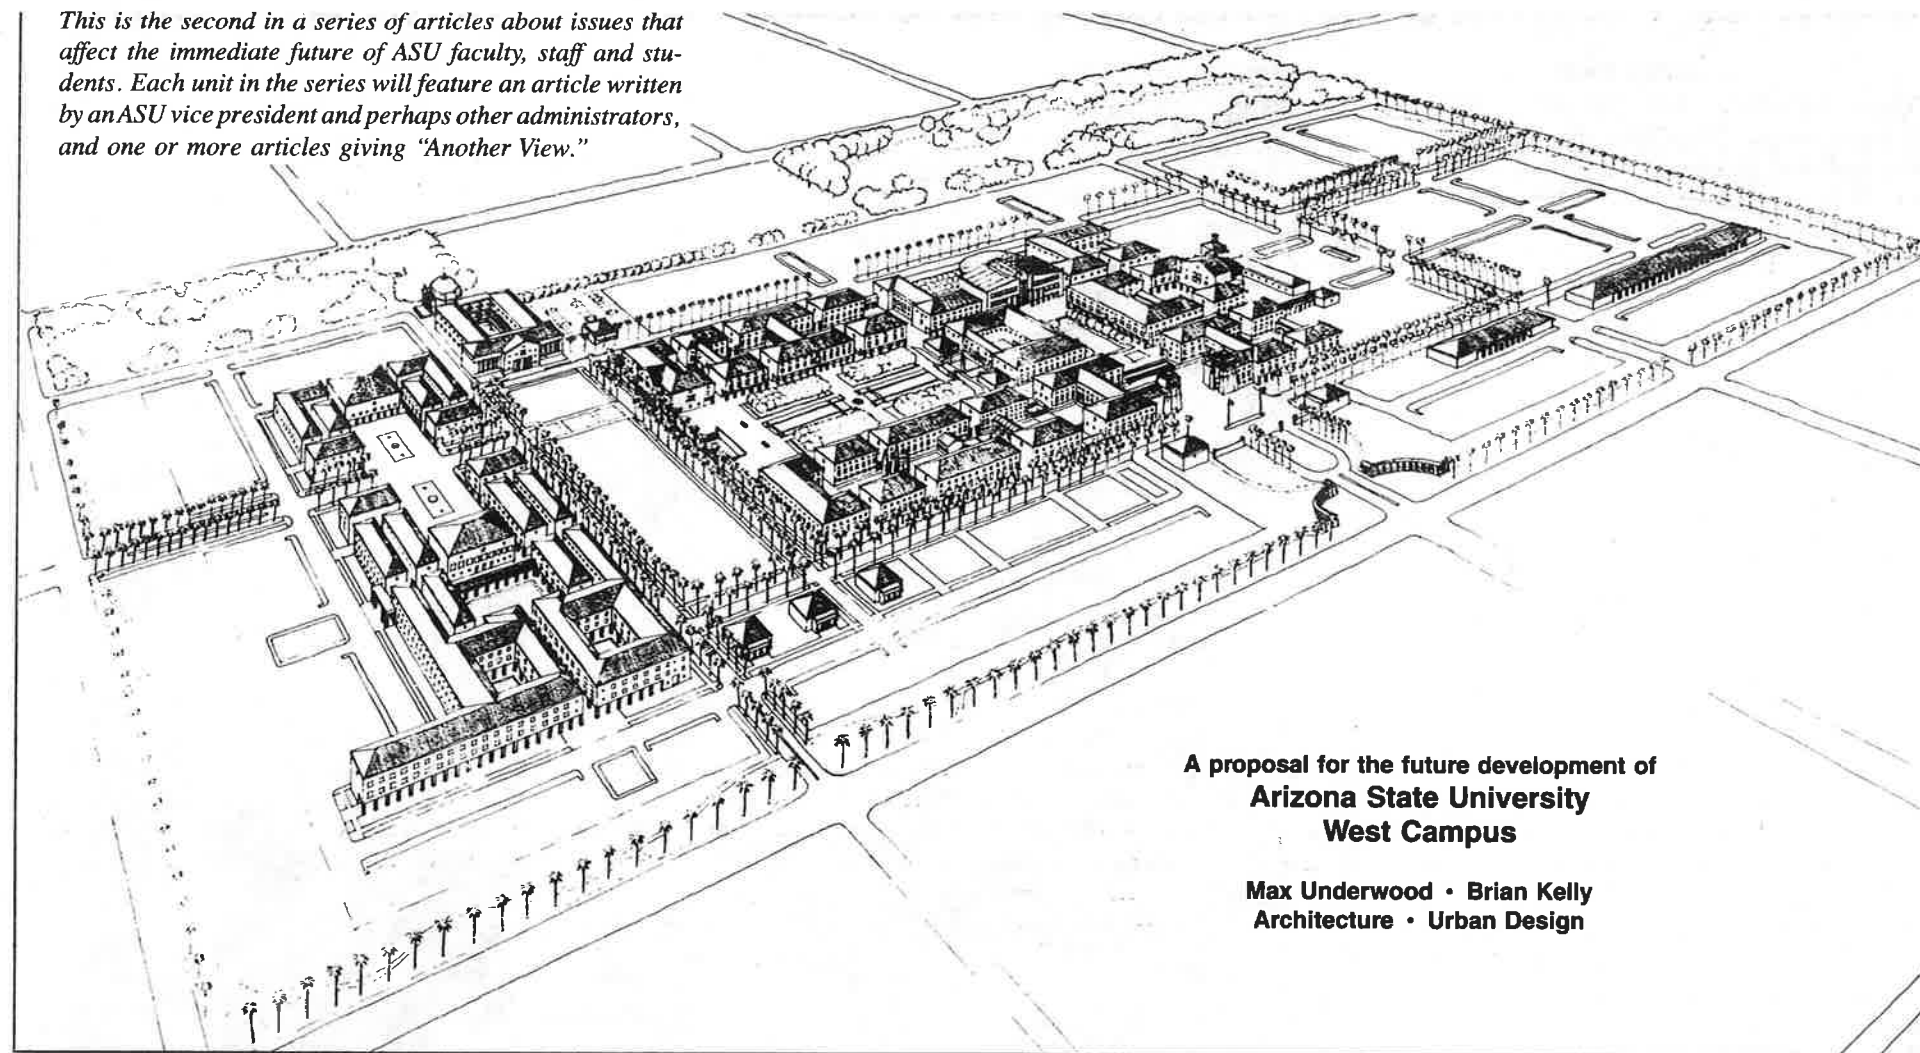 This is the second in a series of articles about issues that
affect the immediate future of ASU faculty, staff and stu-
dents. Each unit in the series will feature an article written
by an ASU vice president and perhaps other administrators,
and one or more articles giving “Another View.”
A proposal for the future development of
Arizona State University
West Campus
Max Underwood • Brian Kelly
Architecture • Urban Design